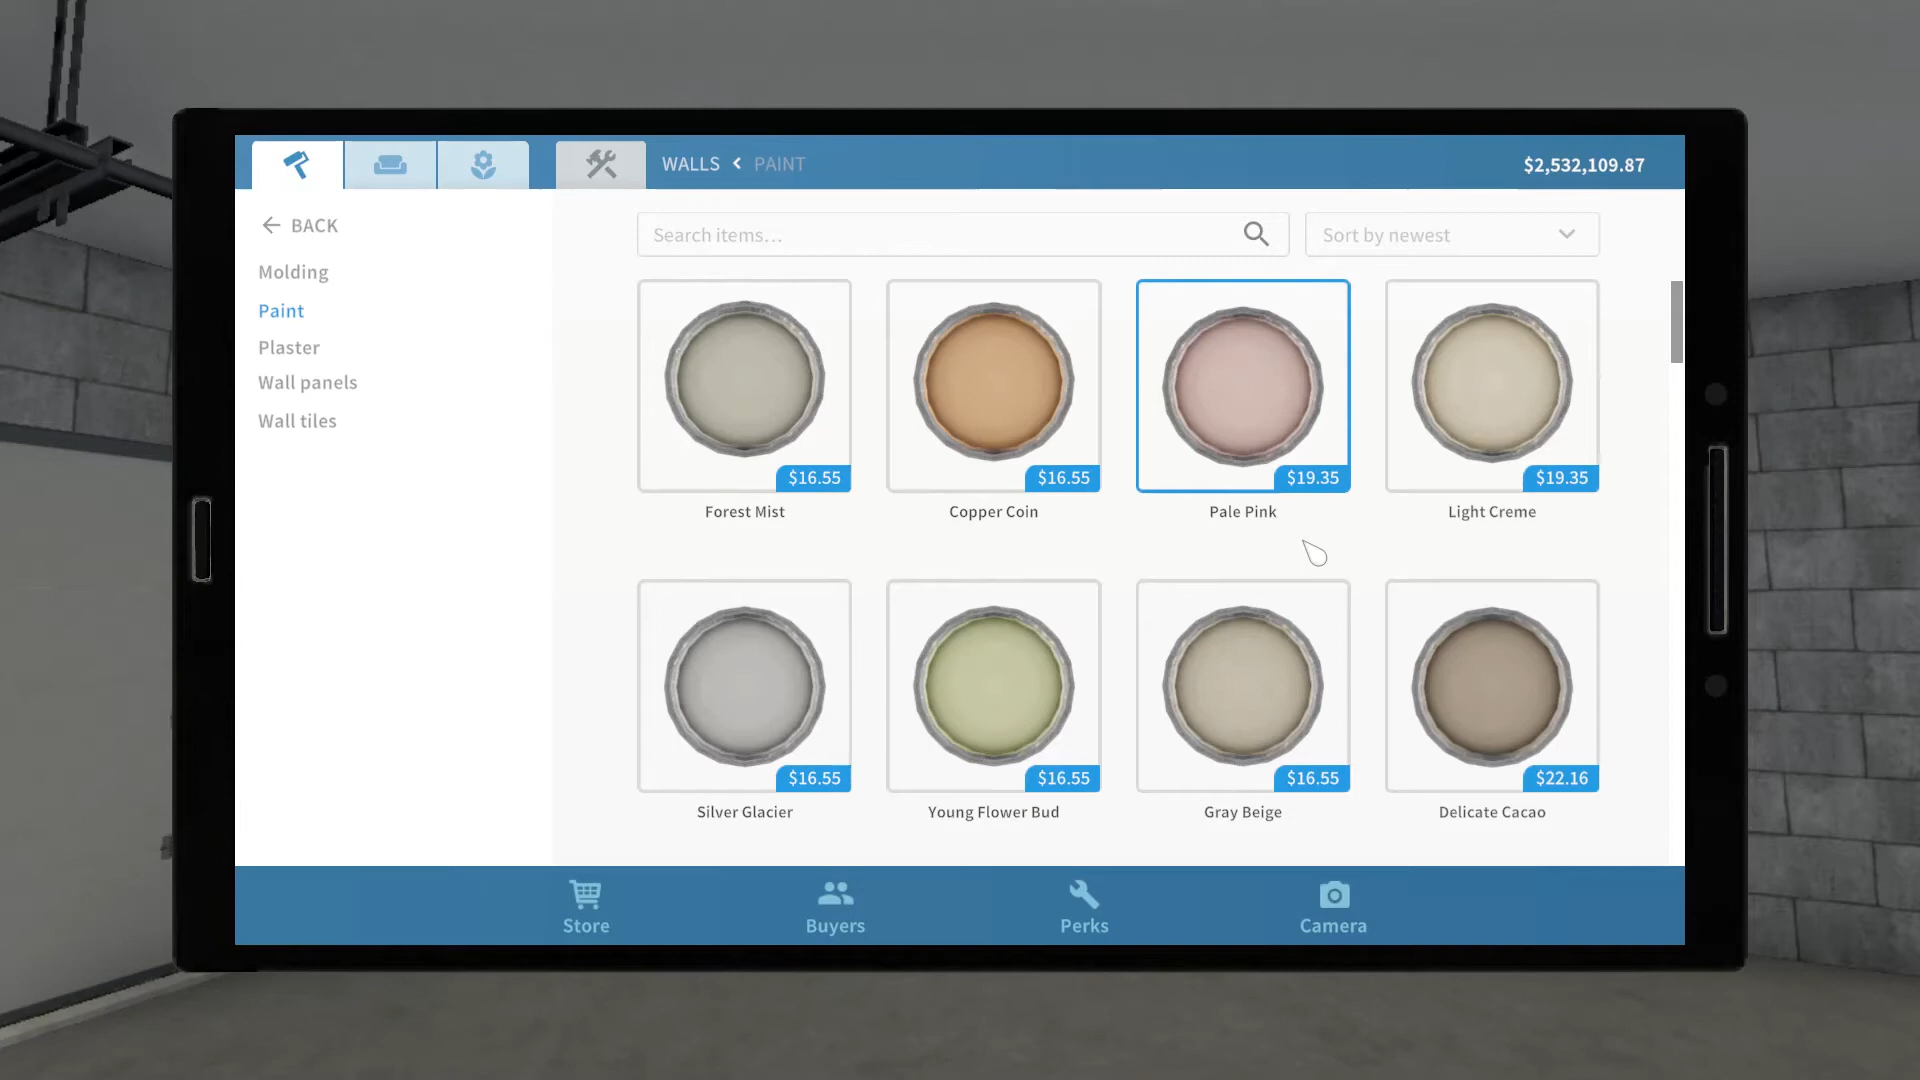 WALLS < PAINT
$2,532,109.87
BACK
Molding
Paint
Plaster
Wall panels
Wall tiles
Search items...
Sort by newest
$16.55
$16.55
$19.35
$19.35
Forest Mist
Copper Coin
Pale Pink
Light Creme
$16.55
$16.55
$16.55
$22.16
Silver Glacier
Young Flower Bud
Gray Beige
Delicate Cacao
Store
Buyers
Perks
Camera